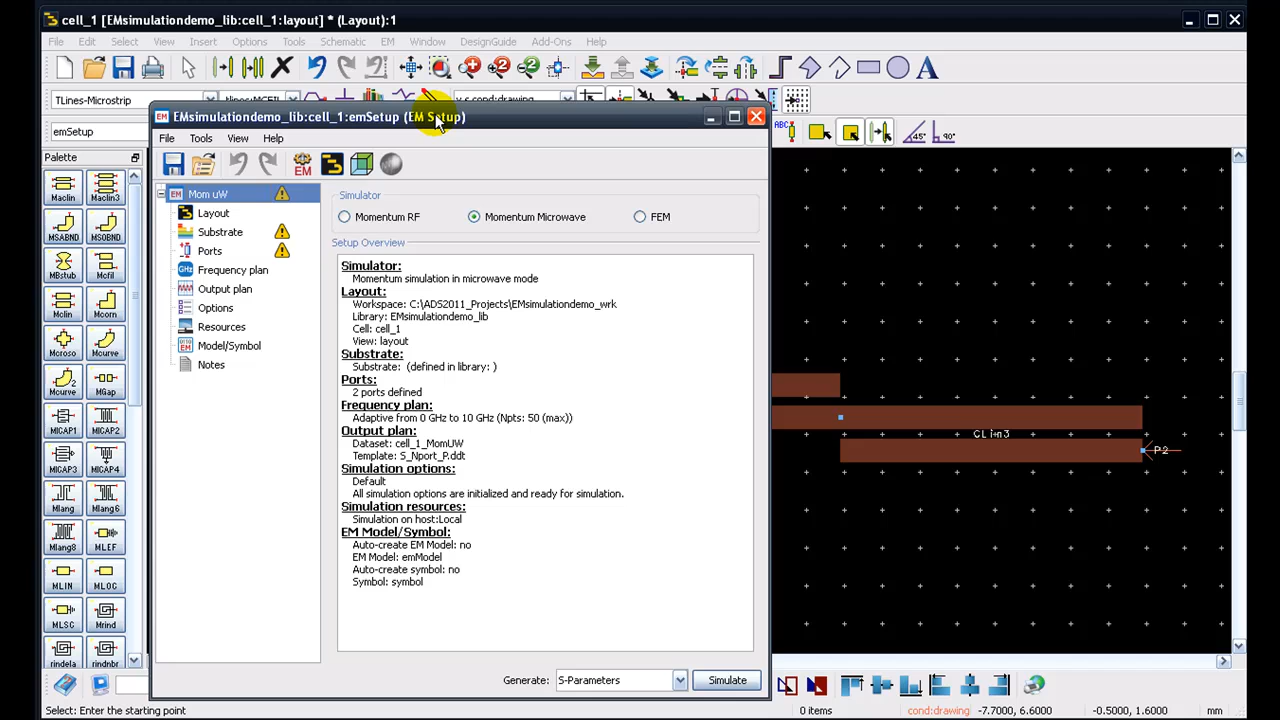 cell_1 [EMsimulationdemo_lib:cell_1:layout] * (Layout):1
File Edit Select View Insert Options Tools Schematic EM Window DesignGuide Add-Ons Help
TLines-Microstrip
v,s cond:drawing
EMsimulationdemo_lib:cell_1:emSetup (EM Setup)
emSetup
File Tools View Help
Palette
Maclin Maclin3
MSABND MSOBND
MBstub Mcfil
Mclin Mcorn
Mcroso Mcurve
Mcurve2 MGap
MICAP1 MICAP2
MICAP3 MICAP4
Mlang Mlang6
Mlang8 MLEF
MLIN MLOC
MLSC Mrind
rindela rindnbr
EM
Mom uW
Layout
Substrate
Ports
Frequency plan
Output plan
Options
Resources
Model/Symbol
Notes
Simulator
Momentum RF Momentum Microwave FEM
Setup Overview
Simulator:
Momentum simulation in microwave mode
Layout:
Workspace: C:\ADS2011_Projects\EMsimulationdemo_wrk
Library: EMsimulationdemo_lib
Cell: cell_1
View: layout
Substrate:
Substrate: (defined in library: )
Ports:
2 ports defined
Frequency plan:
Adaptive from 0 GHz to 10 GHz (Npts: 50 (max))
Output plan:
Dataset: cell_1_MomUW
Template: S_Nport_P.ddt
Simulation options:
Default
All simulation options are initialized and ready for simulation.
Simulation resources:
Simulation on host:Local
EM Model/Symbol:
Auto-create EM Model: no
EM Model: emModel
Auto-create symbol: no
Symbol: symbol
Generate: S-Parameters Simulate
CLin3
P2
Select: Enter the starting point
0 items cond:drawing -7.7000, 6.6000 -0.5000, 1.6000 mm